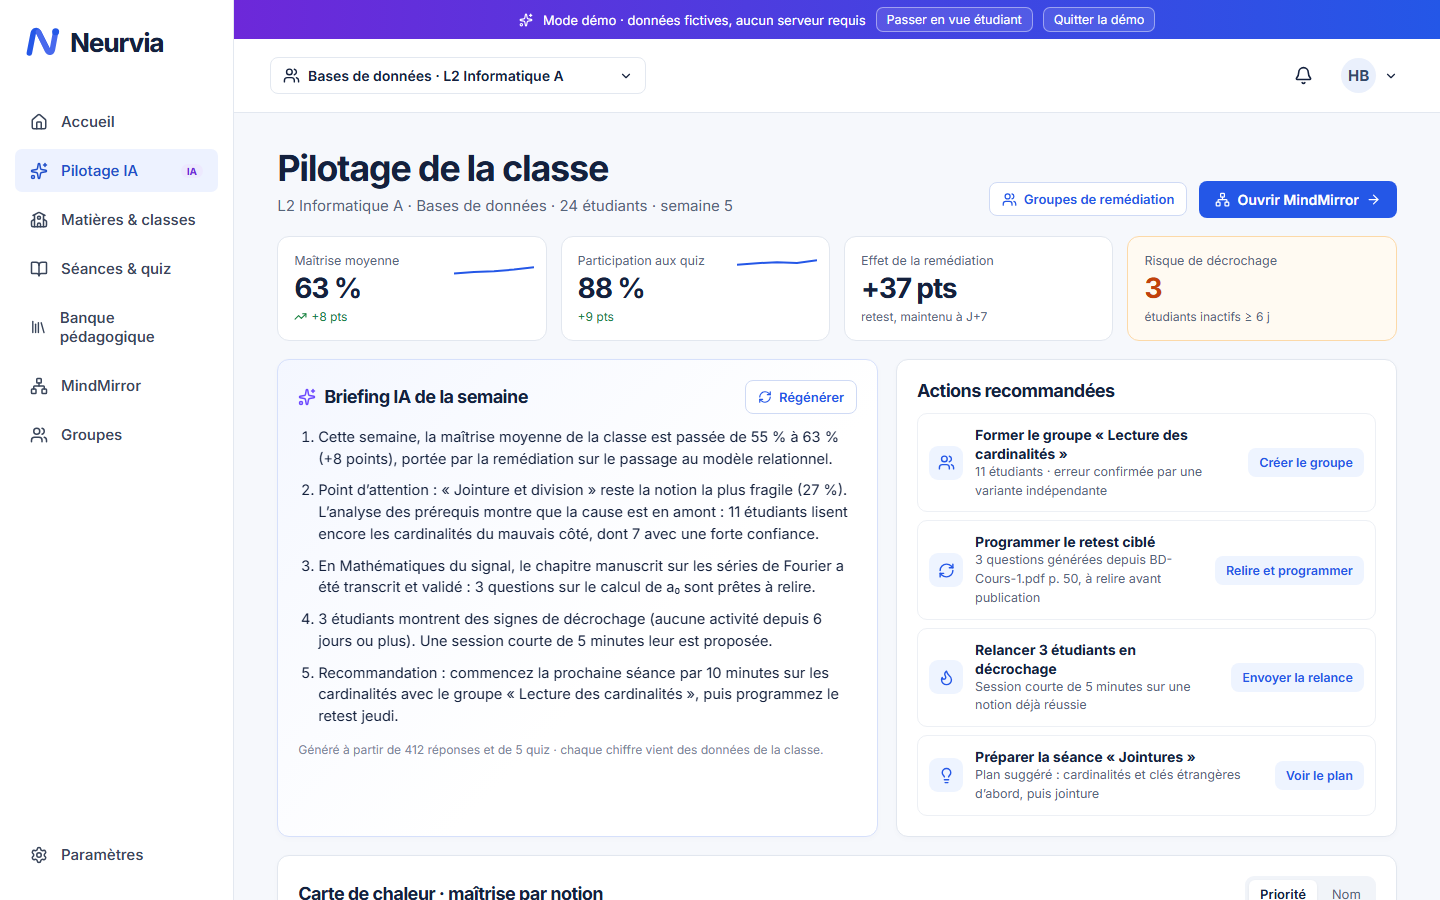 Neurvia
Accueil
Pilotage IA
IA
Matières & classes
Séances & quiz
Banque
pédagogique
MindMirror
Groupes
Paramètres
Mode démo · données fictives, aucun serveur requis
Passer en vue étudiant
Quitter la démo
Bases de données · L2 Informatique A
HB
Pilotage de la classe
L2 Informatique A · Bases de données · 24 étudiants · semaine 5
Groupes de remédiation
Ouvrir MindMirror
Maîtrise moyenne
63 %
+8 pts
Participation aux quiz
88 %
+9 pts
Effet de la remédiation
+37 pts
retest, maintenu à J+7
Risque de décrochage
3
étudiants inactifs ≥ 6 j
Briefing IA de la semaine
Régénérer
1. Cette semaine, la maîtrise moyenne de la classe est passée de 55 % à 63 %
(+8 points), portée par la remédiation sur le passage au modèle relationnel.
2. Point d’attention : « Jointure et division » reste la notion la plus fragile (27 %).
L’analyse des prérequis montre que la cause est en amont : 11 étudiants lisent
encore les cardinalités du mauvais côté, dont 7 avec une forte confiance.
3. En Mathématiques du signal, le chapitre manuscrit sur les séries de Fourier a
été transcrit et validé : 3 questions sur le calcul de a₀ sont prêtes à relire.
4. 3 étudiants montrent des signes de décrochage (aucune activité depuis 6
jours ou plus). Une session courte de 5 minutes leur est proposée.
5. Recommandation : commencez la prochaine séance par 10 minutes sur les
cardinalités avec le groupe « Lecture des cardinalités », puis programmez le
retest jeudi.
Généré à partir de 412 réponses et de 5 quiz · chaque chiffre vient des données de la classe.
Actions recommandées
Former le groupe « Lecture des
cardinalités »
11 étudiants · erreur confirmée par une
variante indépendante
Créer le groupe
Programmer le retest ciblé
3 questions générées depuis BD-
Cours-1.pdf p. 50, à relire avant
publication
Relire et programmer
Relancer 3 étudiants en
décrochage
Session courte de 5 minutes sur une
notion déjà réussie
Envoyer la relance
Préparer la séance « Jointures »
Plan suggéré : cardinalités et clés étrangères
d’abord, puis jointure
Voir le plan
Carte de chaleur · maîtrise par notion
Priorité
Nom